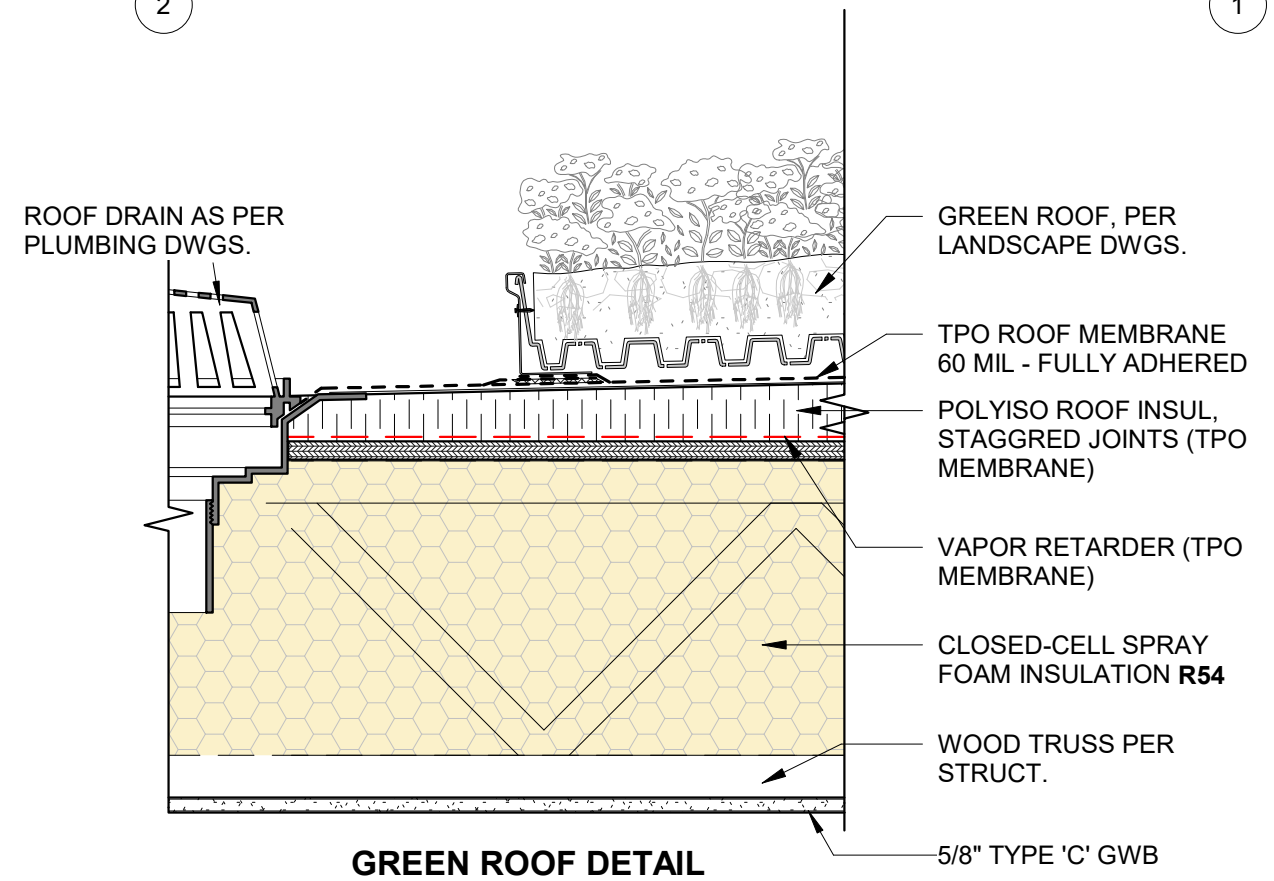 2
1
ROOF DRAIN AS PER
PLUMBING DWGS.
GREEN ROOF, PER
LANDSCAPE DWGS.
TPO ROOF MEMBRANE
60 MIL - FULLY ADHERED
POLYISO ROOF INSUL,
STAGGRED JOINTS (TPO
MEMBRANE)
VAPOR RETARDER (TPO
MEMBRANE)
CLOSED-CELL SPRAY
FOAM INSULATION R54
WOOD TRUSS PER
STRUCT.
5/8" TYPE 'C' GWB
GREEN ROOF DETAIL